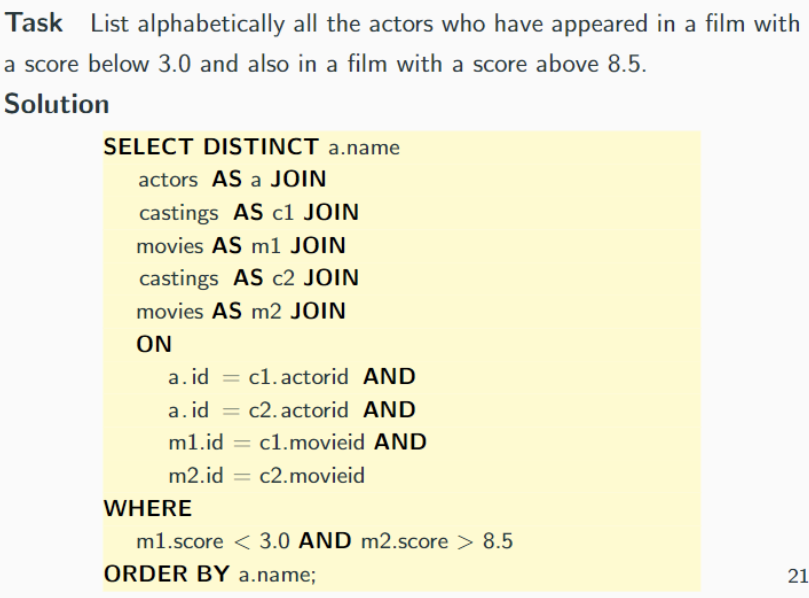 Task List alphabetically all the actors who have appeared in a film with
a score below 3.0 and also in a film with a score above 8.5.
Solution
SELECT DISTINCT a.name
actors AS a JOIN
castings AS c1 JOIN
movies AS m1 JOIN
castings AS c2 JOIN
movies AS m2 JOIN
ON
a.id = c1.actorid AND
a.id = c2.actorid AND
m1.id = c1.movieid AND
m2.id = c2.movieid
WHERE
m1.score < 3.0 AND m2.score > 8.5
ORDER BY a.name;
21